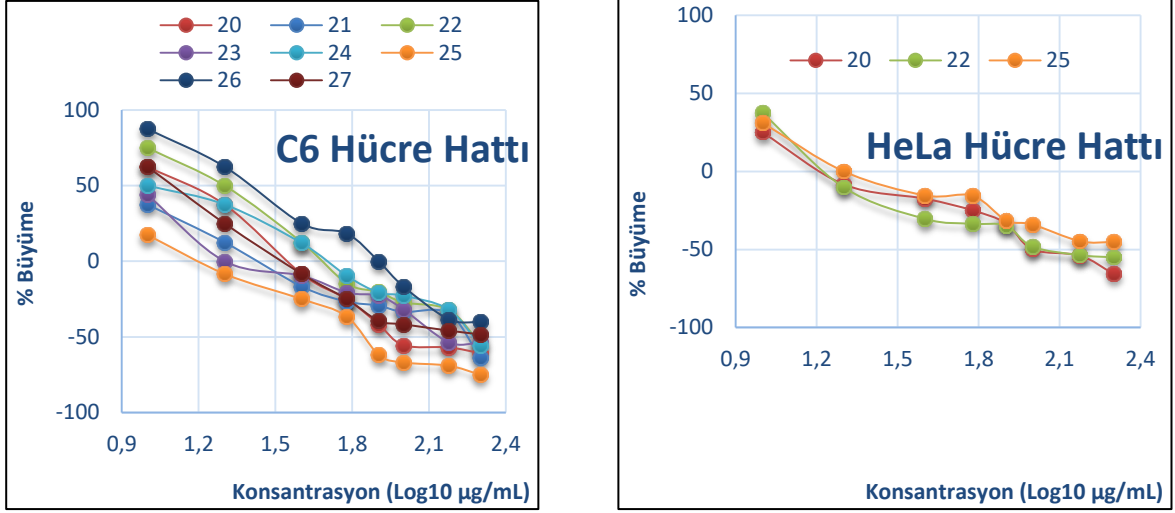 20 21 22
23 24 25
26 27
C6 Hücre Hattı
% Büyüme
100
50
0
-50
-100
0,9 1,2 1,5 1,8 2,1 2,4
Konsantrasyon (Log10 µg/mL)
20 22 25
HeLa Hücre Hattı
% Büyüme
100
50
0
-50
-100
0,9 1,2 1,5 1,8 2,1 2,4
Konsantrasyon (Log10 µg/mL)